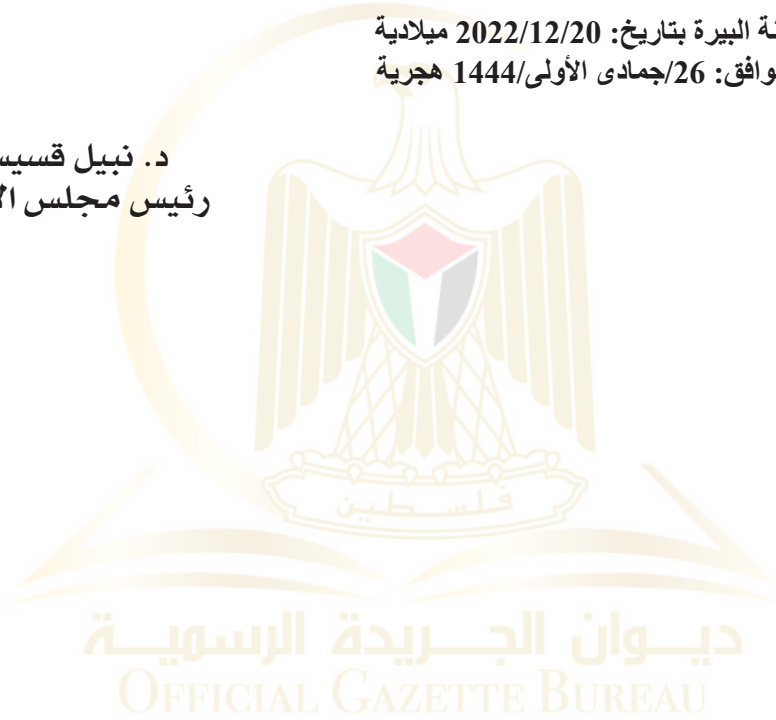 البيرة بتاريخ: 2022/12/20 ميلادية
26/جمادى الأولى/1444 هجرية
د. نبيل
رئيس مجلس
فلسطين
ديوان الجريدة الرسمية
OFFICIAL GAZETTE BUREAU